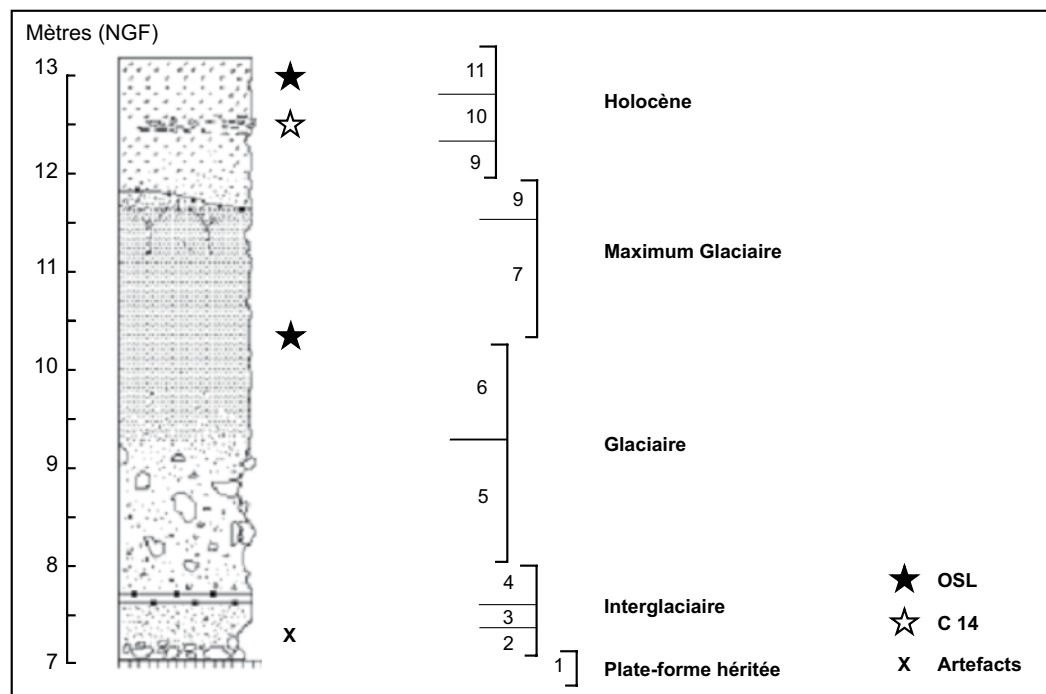 Mètres (NGF)
13
12
11
10
9
8
7
11
10
9
Holocène
9
7
Maximum Glaciaire
6
5
Glaciaire
4
3
2
Interglaciaire
1
Plate-forme héritée
x
OSL
C 14
x Artefacts